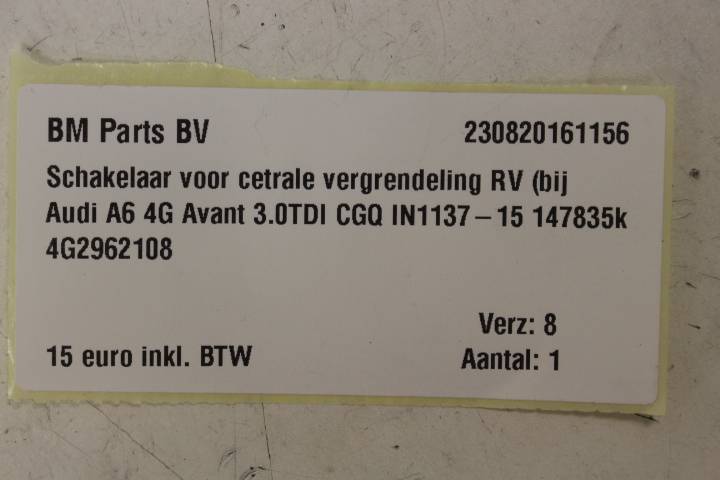 BM Parts BV 230820161156
Schakelaar voor cetrale vergrendeling RV (bij
Audi A6 4G Avant 3.0TDI CGQ IN1137-15 147835k
4G2962108
Verz: 8
15 euro inkl. BTW Aantal: 1